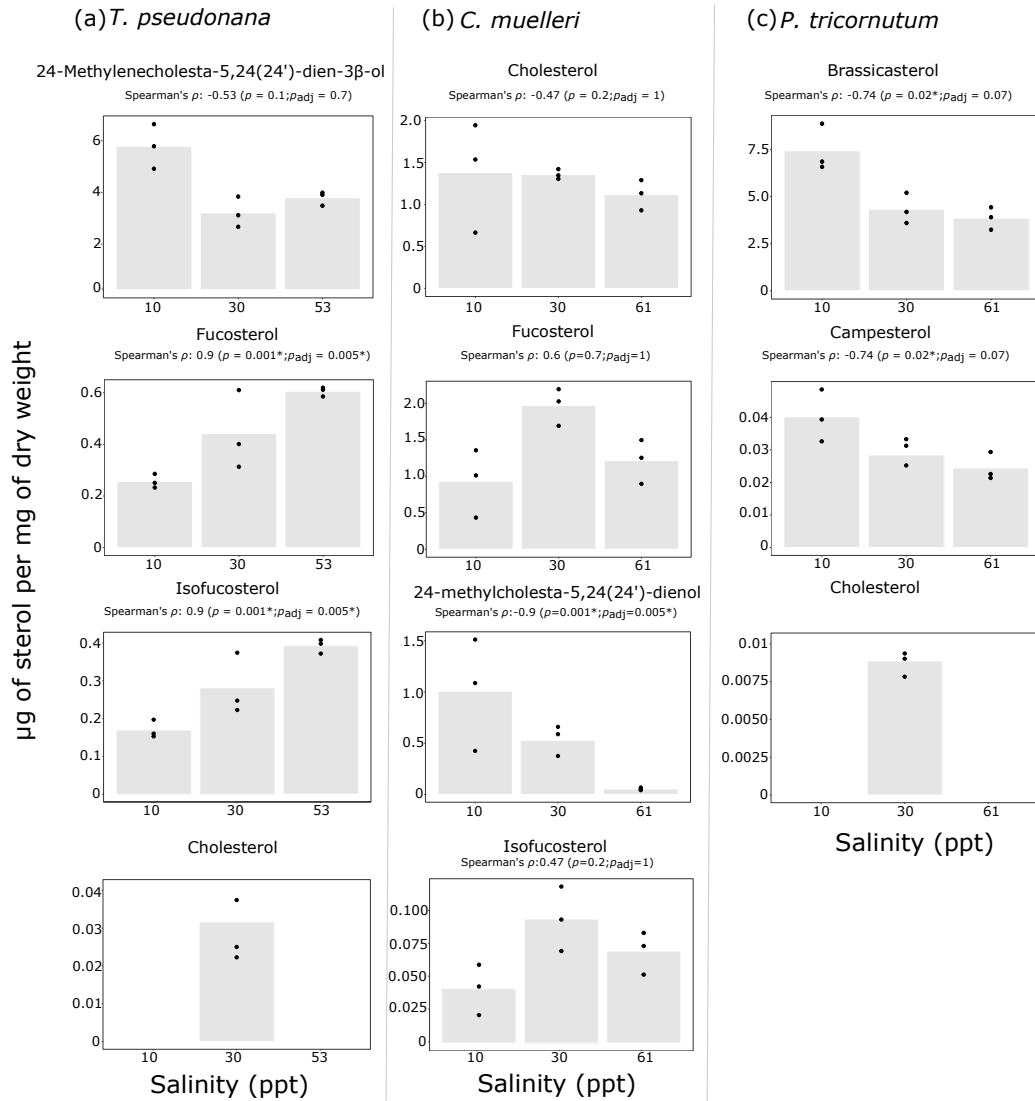 (a) T. pseudonana
24-Methylenecholesta-5,24(24')-dien-3β-ol
Spearman's ρ: -0.53 (p = 0.1;padj = 0.7)
6
4
2
0
10 30 53
Fucosterol
Spearman's ρ: 0.9 (p = 0.001*;padj = 0.005*)
0.6
0.4
0.2
0
10 30 53
Isofucosterol
Spearman's ρ: 0.9 (p = 0.001*;padj = 0.005*)
0.4
0.3
0.2
0.1
0
10 30 53
Cholesterol
0.04
0.03
0.02
0.01
0
10 30 53
Salinity (ppt)
µg of sterol per mg of dry weight
(b) C. muelleri
Cholesterol
Spearman's ρ: -0.47 (p = 0.2;padj = 1)
2.0
1.5
1.0
0.5
0
10 30 61
Fucosterol
Spearman's ρ: 0.6 (p=0.7;padj=1)
2.0
1.5
1.0
0.5
0
10 30 61
24-methylcholesta-5,24(24')-dienol
Spearman's ρ:-0.9 (p=0.001*;padj=0.005*)
1.5
1.0
0.5
0
10 30 61
Isofucosterol
Spearman's ρ:0.47 (p=0.2;padj=1)
0.100
0.075
0.050
0.025
0
10 30 61
Salinity (ppt)
(c) P. tricornutum
Brassicasterol
Spearman's ρ: -0.74 (p = 0.02*;padj = 0.07)
7.5
5.0
2.5
0
10 30 61
Campesterol
Spearman's ρ: -0.74 (p = 0.02*;padj = 0.07)
0.04
0.03
0.02
0.01
0
10 30 61
Cholesterol
0.01
0.0075
0.005
0.0025
0
10 30 61
Salinity (ppt)